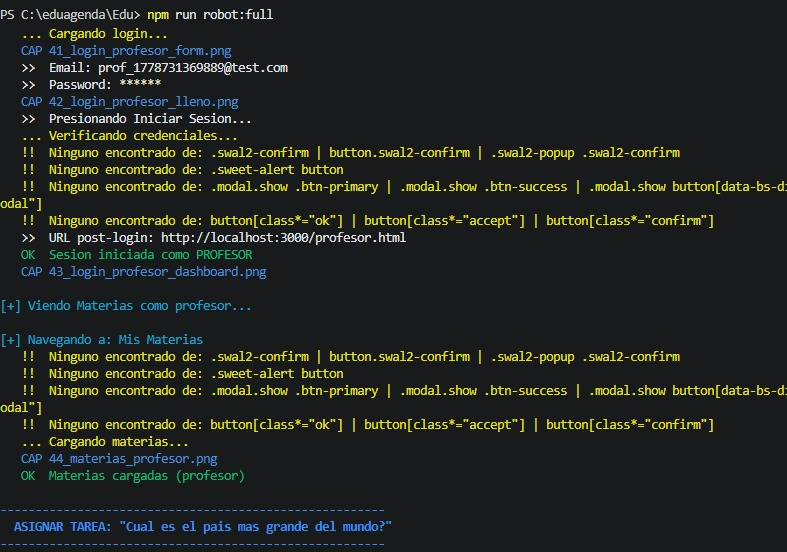 PS C:\eduagenda\Edu> npm run robot:full
... Cargando login...
CAP 41_login_profesor_form.png
>> Email: prof_1778731369889@test.com
>> Password: ******
CAP 42_login_profesor_lleno.png
>> Presionando Iniciar Sesion...
... Verificando credenciales...
!! Ninguno encontrado de: .swal2-confirm | button.swal2-confirm | .swal2-popup .swal2-confirm
!! Ninguno encontrado de: .sweet-alert button
!! Ninguno encontrado de: .modal.show .btn-primary | .modal.show .btn-success | .modal.show button[data-bs-di
odal"]
!! Ninguno encontrado de: button[class*="ok"] | button[class*="accept"] | button[class*="confirm"]
>> URL post-login: http://localhost:3000/profesor.html
OK Sesion iniciada como PROFESOR
CAP 43_login_profesor_dashboard.png
[+] Viendo Materias como profesor...
[+] Navegando a: Mis Materias
!! Ninguno encontrado de: .swal2-confirm | button.swal2-confirm | .swal2-popup .swal2-confirm
!! Ninguno encontrado de: .sweet-alert button
!! Ninguno encontrado de: .modal.show .btn-primary | .modal.show .btn-success | .modal.show button[data-bs-di
odal"]
!! Ninguno encontrado de: button[class*="ok"] | button[class*="accept"] | button[class*="confirm"]
... Cargando materias...
CAP 44_materias_profesor.png
OK Materias cargadas (profesor)
-------------------------------------------------------
ASIGNAR TAREA: "Cual es el pais mas grande del mundo?"
-------------------------------------------------------